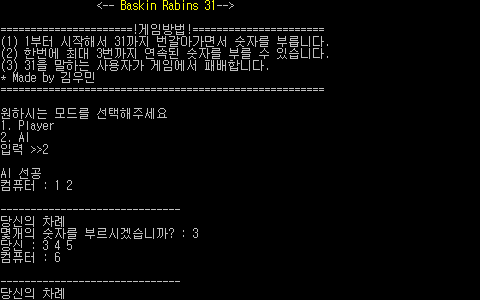 <-- Baskin Rabins 31-->
======================!게임방법!======================
(1) 1부터 시작해서 31까지 번갈아가면서 숫자를 부릅니다.
(2) 한번에 최대 3번까지 연속된 숫자를 부를 수 있습니다.
(3) 31을 말하는 사용자가 게임에서 패배합니다.
* Made by 김우민
======================================================
원하시는 모드를 선택해주세요
1. Player
2. AI
입력 >>2
AI 선공
컴퓨터 : 1 2
------------------------------
당신의 차례
몇개의 숫자를 부르시겠습니까? : 3
당신 : 3 4 5
컴퓨터 : 6
------------------------------
당신의 차례